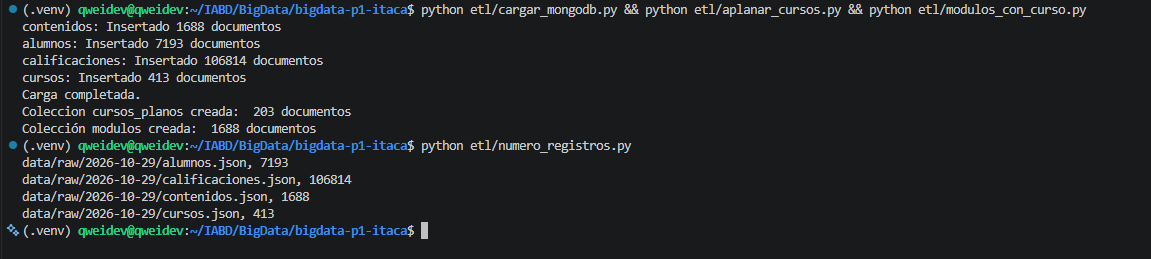 (.venv) qweidev@qweidev:~/IABD/BigData/bigdata-p1-itaca$ python etl/cargar_mongodb.py && python etl/aplanar_cursos.py && python etl/modulos_con_curso.py
contenidos: Insertado 1688 documentos
alumnos: Insertado 7193 documentos
calificaciones: Insertado 106814 documentos
cursos: Insertado 413 documentos
Carga completada.
Coleccion cursos_planos creada:  203 documentos
Colección modulos creada:  1688 documentos
(.venv) qweidev@qweidev:~/IABD/BigData/bigdata-p1-itaca$ python etl/numero_registros.py
data/raw/2026-10-29/alumnos.json, 7193
data/raw/2026-10-29/calificaciones.json, 106814
data/raw/2026-10-29/contenidos.json, 1688
data/raw/2026-10-29/cursos.json, 413
(.venv) qweidev@qweidev:~/IABD/BigData/bigdata-p1-itaca$